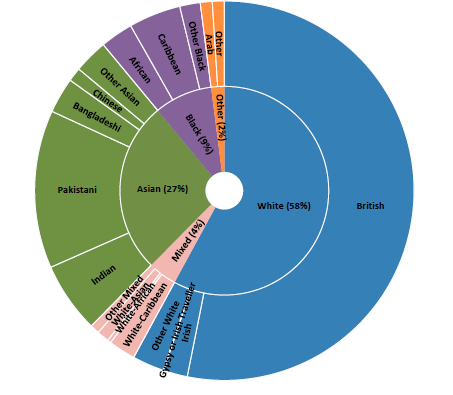 Other
Arab
Other Black
Caribbean
African
Other Asian
Chinese
Bangladeshi
Pakistani
Indian
Other (2%)
Black (9%)
Asian (27%)
White (58%)
British
Mixed (4%)
Other Mixed
White-Asian
White-African
White-Caribbean
Other White
Gypsy or Irish Traveller
Irish